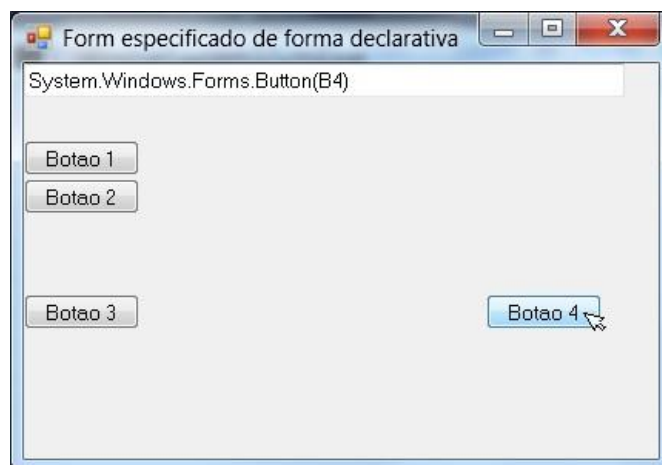 Form especificado de forma declarativa
System.Windows.Forms.Button(B4)
Botao 1
Botao 2
Botao 3
Botao 4